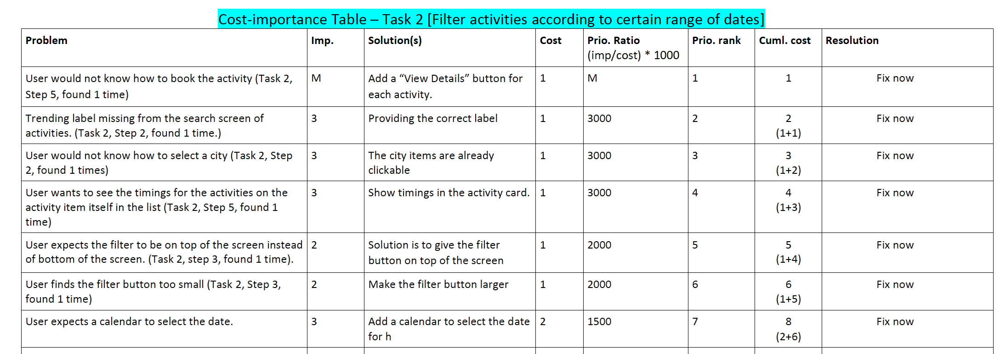 Cost-importance Table – Task 2 [Filter activities according to certain range of dates]
Problem Imp. Solution(s) Cost Prio. Ratio Prio. rank Cuml. cost Resolution
(imp/cost) * 1000
User would not know how to book the activity (Task 2, M Add a “View Details” button for 1 M 1 1 Fix now
Step 5, found 1 time) each activity.
Trending label missing from the search screen of 3 Providing the correct label 1 3000 2 2 Fix now
activities. (Task 2, Step 2, found 1 time.) (1+1)
User would not know how to select a city (Task 2, Step 3 The city items are already 1 3000 3 3 Fix now
2, found 1 times) clickable (1+2)
User wants to see the timings for the activities on the 3 Show timings in the activity card. 1 3000 4 4 Fix now
activity item itself in the list (Task 2, Step 5, found 1 (1+3)
time)
User expects the filter to be on top of the screen instead 2 Solution is to give the filter 1 2000 5 5 Fix now
of bottom of the screen. (Task 2, step 3, found 1 time). button on top of the screen (1+4)
User finds the filter button too small (Task 2, Step 3, 2 Make the filter button larger 1 2000 6 6 Fix now
found 1 time) (1+5)
User expects a calendar to select the date. 3 Add a calendar to select the date 2 1500 7 8 Fix now
for h (2+6)